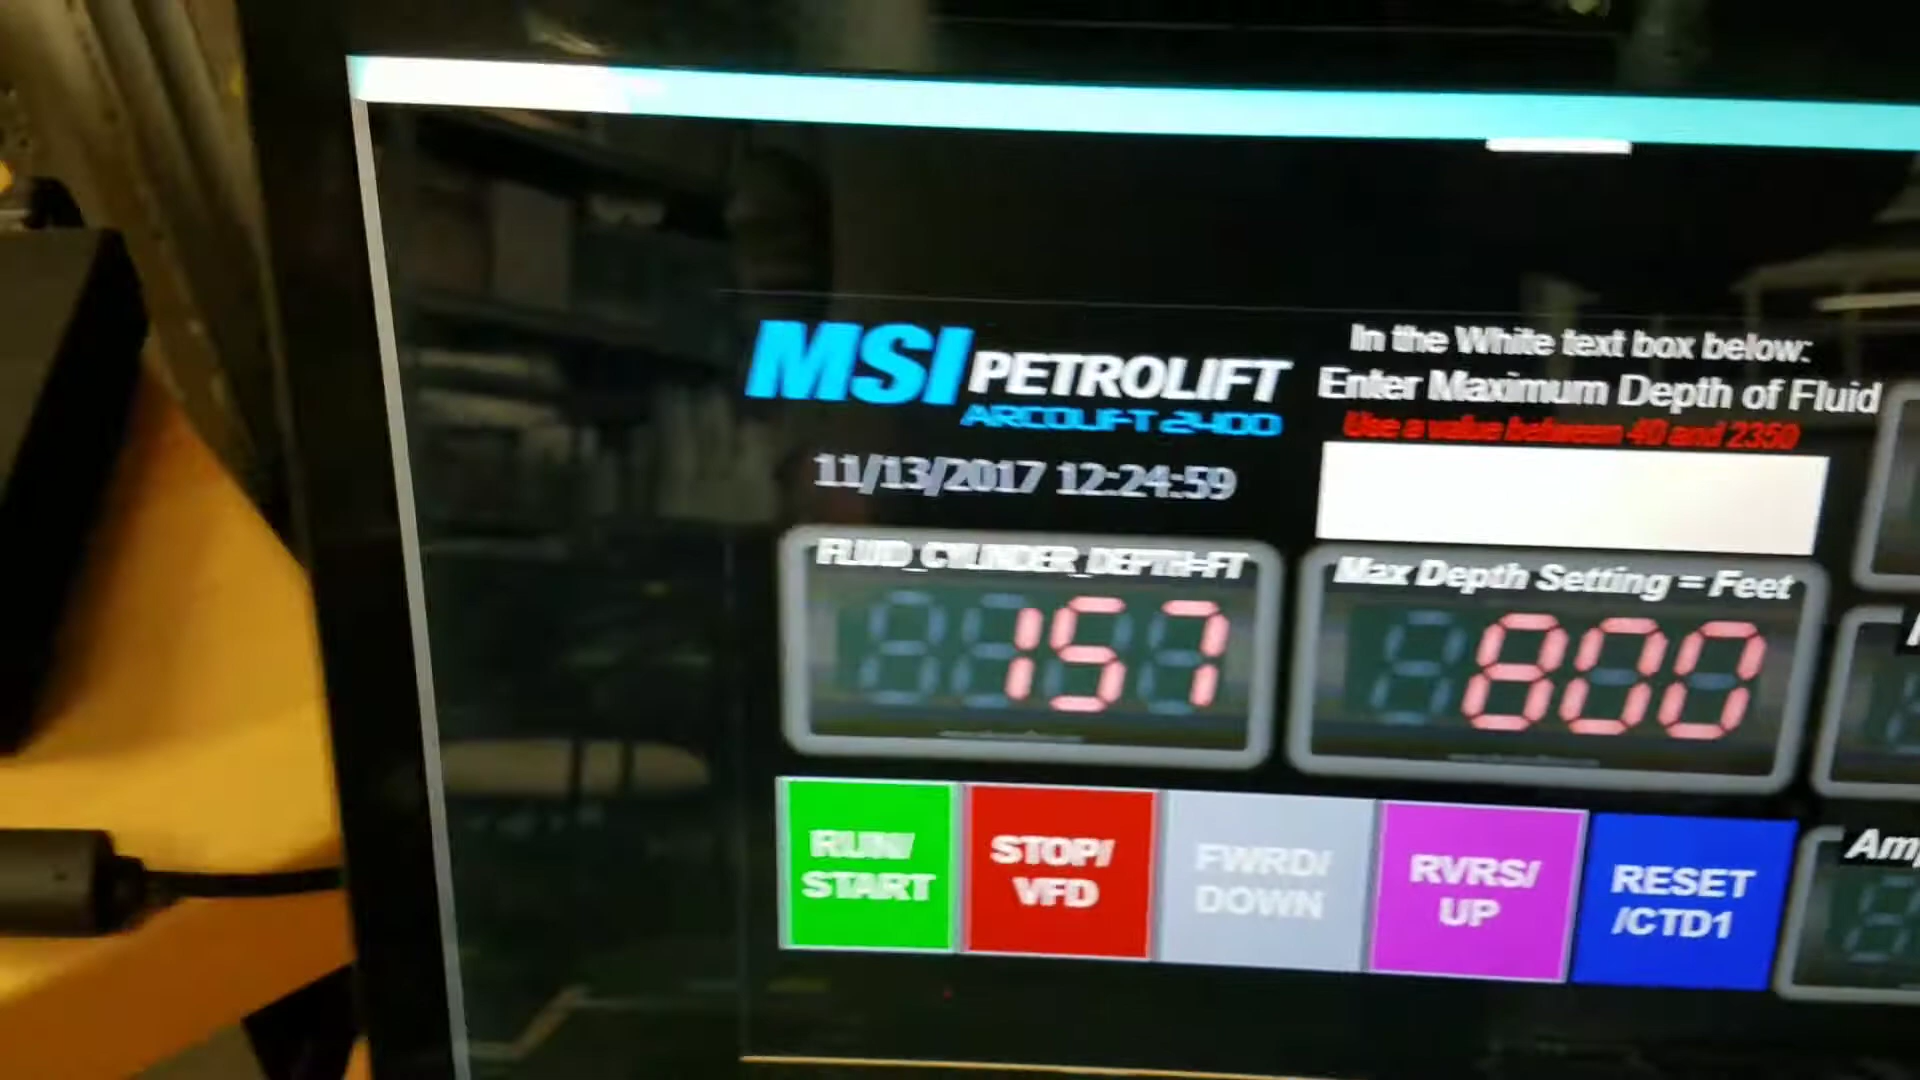 MSI PETROLIFT
ARCOLIFT 2400
11/13/2017 12:24:59
In the White text box below:
Enter Maximum Depth of Fluid
Use a value between 40 and 2350
FLUID_CYLINDER_DEPTH=FT
157
Max Depth Setting = Feet
800
RUN/
START
STOP/
VFD
FWRD/
DOWN
RVRS/
UP
RESET
/CTD1